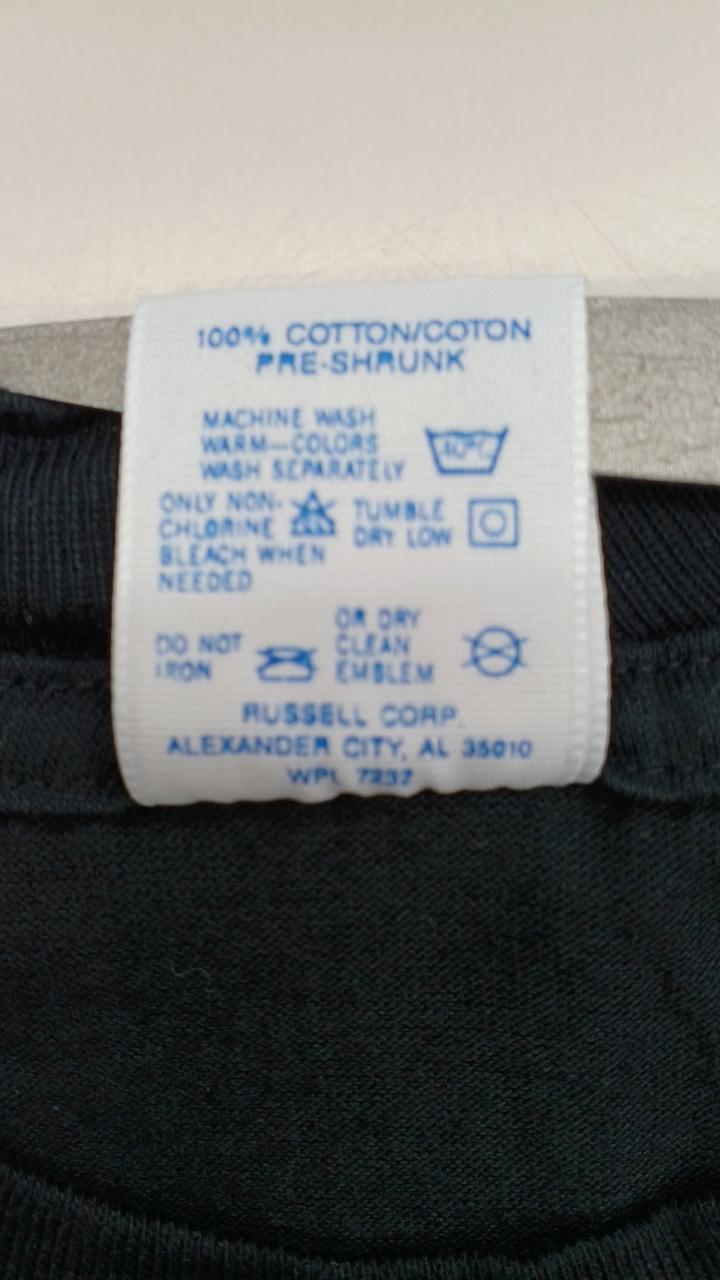 100% COTTON/COTON
PRE-SHRUNK
MACHINE WASH
WARM—COLORS
WASH SEPARATELY
40°C
ONLY NON-
CHLORINE
BLEACH WHEN
NEEDED
TUMBLE
DRY LOW
DO NOT
IRON
OR DRY
CLEAN
EMBLEM
RUSSELL CORP.
ALEXANDER CITY, AL 35010
WPL 7237